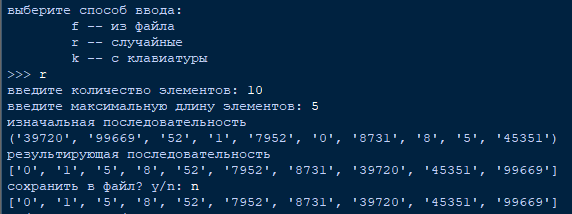 выберите способ ввода:
f -- из файла
r -- случайные
k -- с клавиатуры
>>> r
введите количество элементов: 10
введите максимальную длину элементов: 5
изначальная последовательность
('39720', '99669', '52', '1', '7952', '0', '8731', '8', '5', '45351')
результирующая последовательность
['0', '1', '5', '8', '52', '7952', '8731', '39720', '45351', '99669']
сохранить в файл? y/n: n
['0', '1', '5', '8', '52', '7952', '8731', '39720', '45351', '99669']